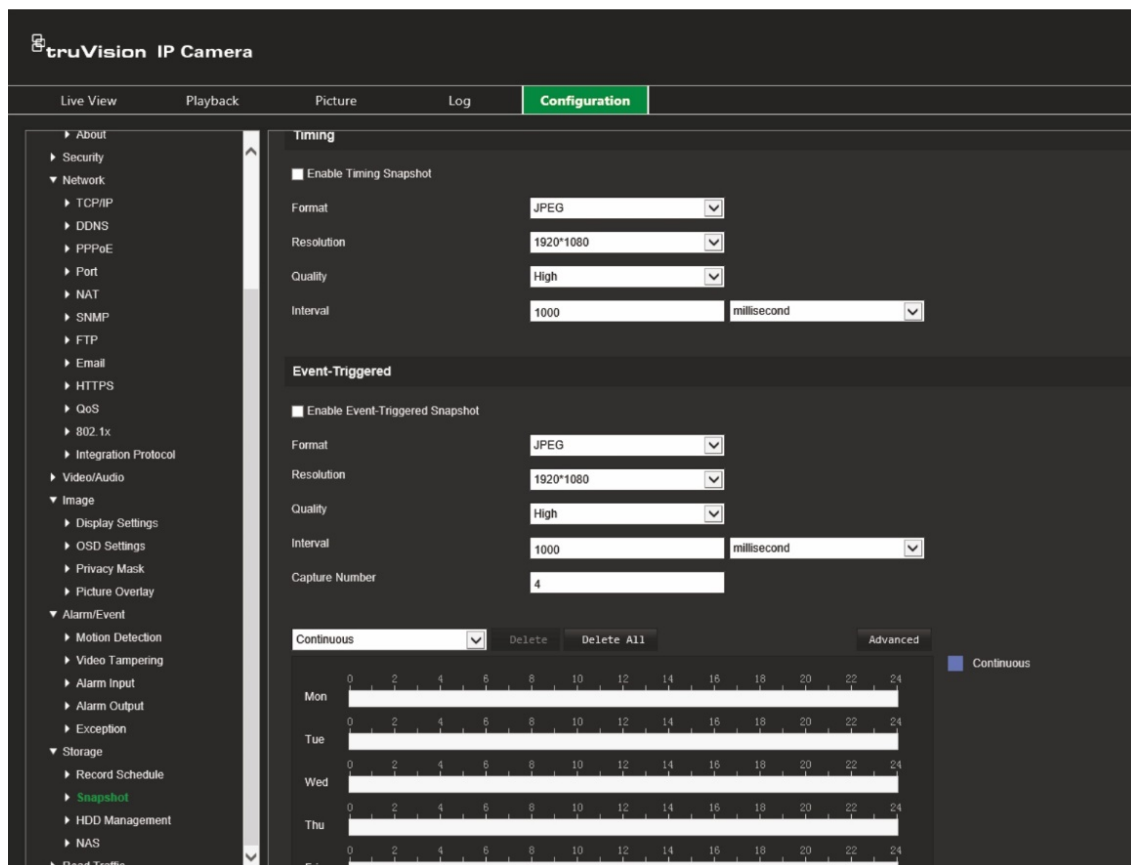 truVision IP Camera
Live View Playback Picture Log Configuration
About
Security
Network
TCP/IP
DDNS
PPPoE
Port
NAT
SNMP
FTP
Email
HTTPS
QoS
802.1x
Integration Protocol
Video/Audio
Image
Display Settings
OSD Settings
Privacy Mask
Picture Overlay
Alarm/Event
Motion Detection
Video Tampering
Alarm Input
Alarm Output
Exception
Storage
Record Schedule
Snapshot
HDD Management
NAS
Road Traffic
Timing
Enable Timing Snapshot
Format JPEG
Resolution 1920*1080
Quality High
Interval 1000 millisecond
Event-Triggered
Enable Event-Triggered Snapshot
Format JPEG
Resolution 1920*1080
Quality High
Interval 1000 millisecond
Capture Number 4
Continuous Delete Delete All Advanced
Continuous
0 2 4 6 8 10 12 14 16 18 20 22 24
Mon
0 2 4 6 8 10 12 14 16 18 20 22 24
Tue
0 2 4 6 8 10 12 14 16 18 20 22 24
Wed
0 2 4 6 8 10 12 14 16 18 20 22 24
Thu
0 2 4 6 8 10 12 14 16 18 20 22 24
Fri